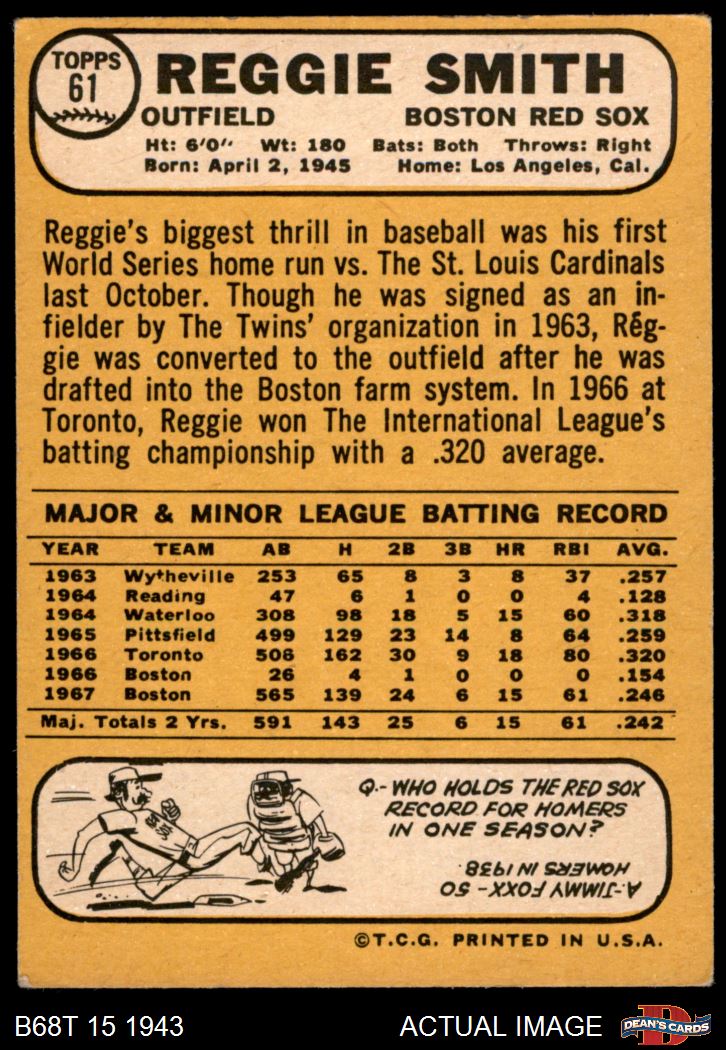 TOPPS
61
REGGIE SMITH
OUTFIELD BOSTON RED SOX
Ht: 6'0" Wt: 180 Bats: Both Throws: Right
Born: April 2, 1945 Home: Los Angeles, Cal.
Reggie's biggest thrill in baseball was his first
World Series home run vs. The St. Louis Cardinals
last October. Though he was signed as an in-
fielder by The Twins' organization in 1963, Reg-
gie was converted to the outfield after he was
drafted into the Boston farm system. In 1966 at
Toronto, Reggie won The International League's
batting championship with a .320 average.
MAJOR & MINOR LEAGUE BATTING RECORD
YEAR TEAM AB H 2B 3B HR RBI AVG.
1963 Wytheville 253 65 8 3 8 37 .257
1964 Reading 47 6 1 0 0 4 .128
1964 Waterloo 308 98 18 5 15 60 .318
1965 Pittsfield 499 129 23 14 8 64 .259
1966 Toronto 506 162 30 9 18 80 .320
1966 Boston 26 4 1 0 0 0 .154
1967 Boston 565 139 24 6 15 61 .246
Maj. Totals 2 Yrs. 591 143 25 6 15 61 .242
RED
SOX
Q.-WHO HOLDS THE RED SOX
RECORD FOR HOMERS
IN ONE SEASON?
A.-JIMMY FOXX - 50
HOMERS IN 1938.
©T.C.G. PRINTED IN U.S.A.
B68T 15 1943 ACTUAL IMAGE
D
DEAN'S CARDS